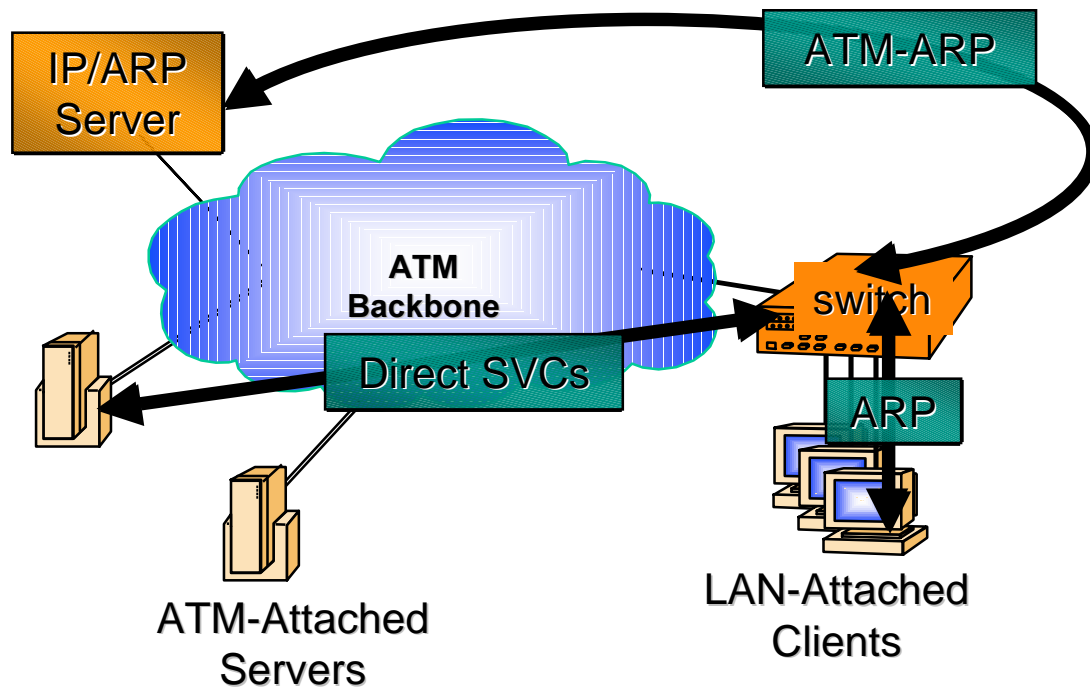 IP/ARP
Server
ATM-ARP
ATM
Backbone
switch
Direct SVCs
ARP
ATM-Attached
Servers
LAN-Attached
Clients